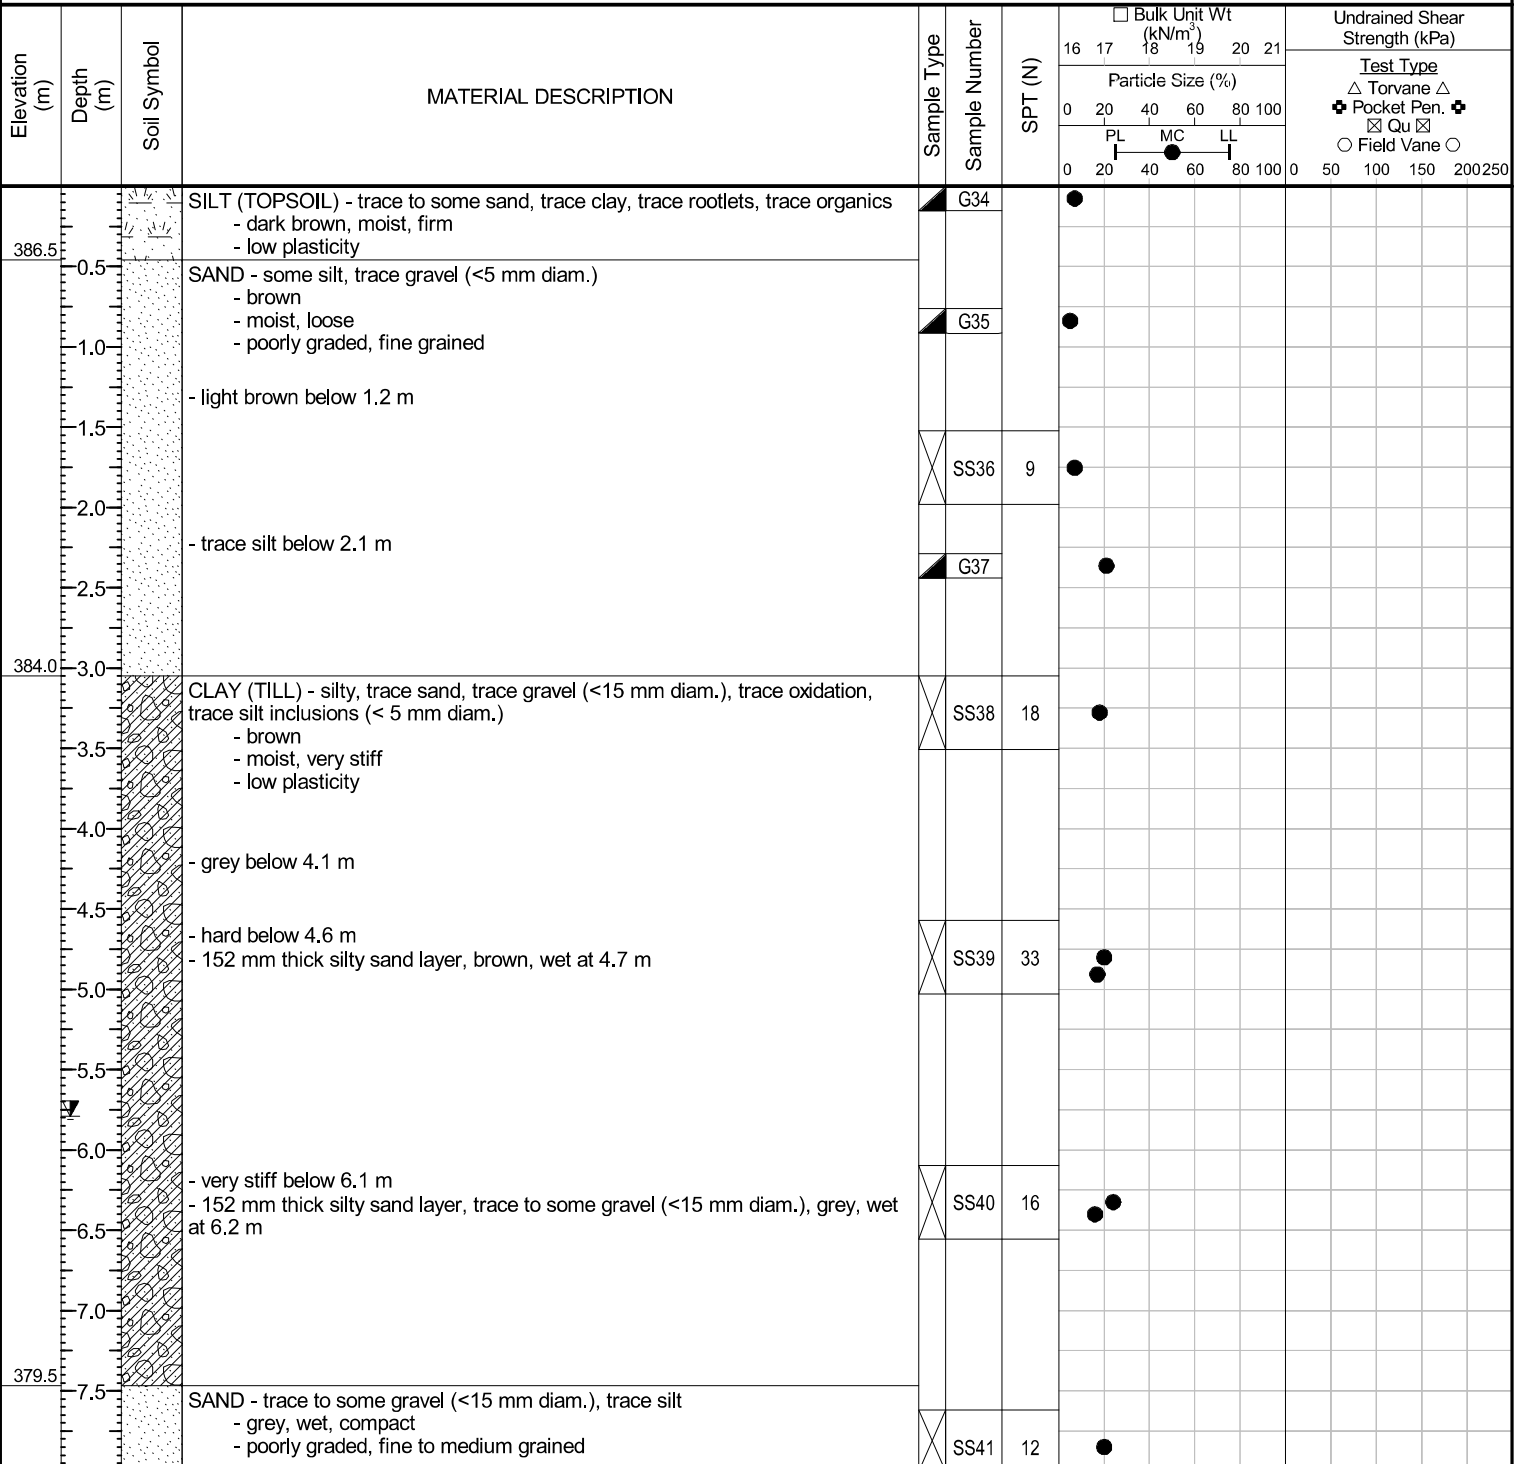 Elevation
(m)
Depth
(m)
Soil Symbol
MATERIAL DESCRIPTION
Sample Type
Sample Number
SPT (N)
□ Bulk Unit Wt
(kN/m³)
16 17 18 19 20 21
Particle Size (%)
0 20 40 60 80 100
PL MC LL
0 20 40 60 80 100
Undrained Shear
Strength (kPa)
Test Type
△ Torvane △
✚ Pocket Pen. ✚
☒ Qu ☒
○ Field Vane ○
0 50 100 150 200 250
SILT (TOPSOIL) - trace to some sand, trace clay, trace rootlets, trace organics
G34
- dark brown, moist, firm
- low plasticity
386.5
0.5
SAND - some silt, trace gravel (<5 mm diam.)
- brown
- moist, loose
G35
- poorly graded, fine grained
1.0
- light brown below 1.2 m
1.5
SS36 9
2.0
- trace silt below 2.1 m
G37
2.5
384.0
3.0
CLAY (TILL) - silty, trace sand, trace gravel (<15 mm diam.), trace oxidation,
trace silt inclusions (< 5 mm diam.)
SS38 18
- brown
3.5
- moist, very stiff
- low plasticity
4.0
- grey below 4.1 m
4.5
- hard below 4.6 m
- 152 mm thick silty sand layer, brown, wet at 4.7 m
SS39 33
5.0
5.5
6.0
- very stiff below 6.1 m
- 152 mm thick silty sand layer, trace to some gravel (<15 mm diam.), grey, wet
SS40 16
at 6.2 m
6.5
7.0
379.5
7.5
SAND - trace to some gravel (<15 mm diam.), trace silt
- grey, wet, compact
- poorly graded, fine to medium grained
SS41 12